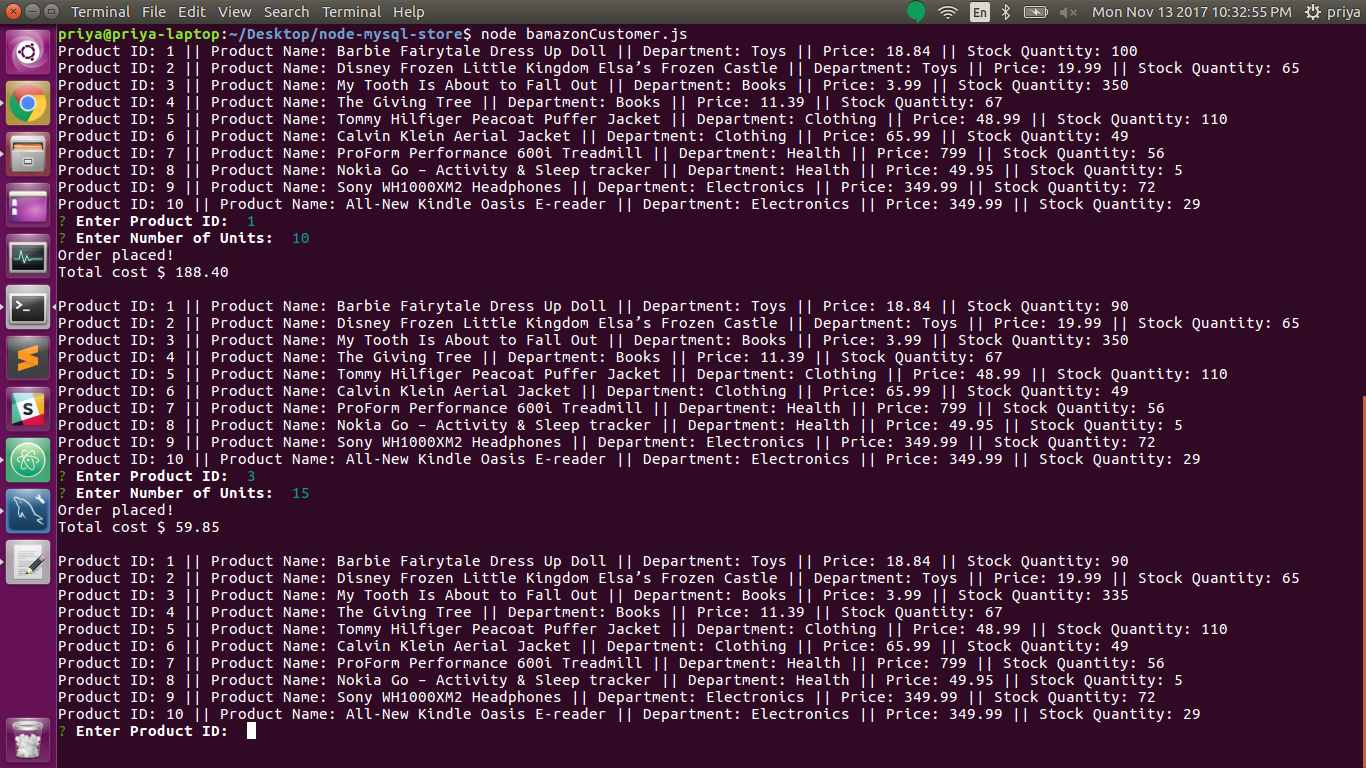 Terminal File Edit View Search Terminal Help
En
Mon Nov 13 2017 10:32:55 PM
priya
priya@priya-laptop:~/Desktop/node-mysql-store$ node bamazonCustomer.js
Product ID: 1 || Product Name: Barbie Fairytale Dress Up Doll || Department: Toys || Price: 18.84 || Stock Quantity: 100
Product ID: 2 || Product Name: Disney Frozen Little Kingdom Elsa’s Frozen Castle || Department: Toys || Price: 19.99 || Stock Quantity: 65
Product ID: 3 || Product Name: My Tooth Is About to Fall Out || Department: Books || Price: 3.99 || Stock Quantity: 350
Product ID: 4 || Product Name: The Giving Tree || Department: Books || Price: 11.39 || Stock Quantity: 67
Product ID: 5 || Product Name: Tommy Hilfiger Peacoat Puffer Jacket || Department: Clothing || Price: 48.99 || Stock Quantity: 110
Product ID: 6 || Product Name: Calvin Klein Aerial Jacket || Department: Clothing || Price: 65.99 || Stock Quantity: 49
Product ID: 7 || Product Name: ProForm Performance 600i Treadmill || Department: Health || Price: 799 || Stock Quantity: 56
Product ID: 8 || Product Name: Nokia Go – Activity & Sleep tracker || Department: Health || Price: 49.95 || Stock Quantity: 5
Product ID: 9 || Product Name: Sony WH1000XM2 Headphones || Department: Electronics || Price: 349.99 || Stock Quantity: 72
Product ID: 10 || Product Name: All-New Kindle Oasis E-reader || Department: Electronics || Price: 349.99 || Stock Quantity: 29
? Enter Product ID: 1
? Enter Number of Units: 10
Order placed!
Total cost $ 188.40
Product ID: 1 || Product Name: Barbie Fairytale Dress Up Doll || Department: Toys || Price: 18.84 || Stock Quantity: 90
Product ID: 2 || Product Name: Disney Frozen Little Kingdom Elsa’s Frozen Castle || Department: Toys || Price: 19.99 || Stock Quantity: 65
Product ID: 3 || Product Name: My Tooth Is About to Fall Out || Department: Books || Price: 3.99 || Stock Quantity: 350
Product ID: 4 || Product Name: The Giving Tree || Department: Books || Price: 11.39 || Stock Quantity: 67
Product ID: 5 || Product Name: Tommy Hilfiger Peacoat Puffer Jacket || Department: Clothing || Price: 48.99 || Stock Quantity: 110
Product ID: 6 || Product Name: Calvin Klein Aerial Jacket || Department: Clothing || Price: 65.99 || Stock Quantity: 49
Product ID: 7 || Product Name: ProForm Performance 600i Treadmill || Department: Health || Price: 799 || Stock Quantity: 56
Product ID: 8 || Product Name: Nokia Go – Activity & Sleep tracker || Department: Health || Price: 49.95 || Stock Quantity: 5
Product ID: 9 || Product Name: Sony WH1000XM2 Headphones || Department: Electronics || Price: 349.99 || Stock Quantity: 72
Product ID: 10 || Product Name: All-New Kindle Oasis E-reader || Department: Electronics || Price: 349.99 || Stock Quantity: 29
? Enter Product ID: 3
? Enter Number of Units: 15
Order placed!
Total cost $ 59.85
Product ID: 1 || Product Name: Barbie Fairytale Dress Up Doll || Department: Toys || Price: 18.84 || Stock Quantity: 90
Product ID: 2 || Product Name: Disney Frozen Little Kingdom Elsa’s Frozen Castle || Department: Toys || Price: 19.99 || Stock Quantity: 65
Product ID: 3 || Product Name: My Tooth Is About to Fall Out || Department: Books || Price: 3.99 || Stock Quantity: 335
Product ID: 4 || Product Name: The Giving Tree || Department: Books || Price: 11.39 || Stock Quantity: 67
Product ID: 5 || Product Name: Tommy Hilfiger Peacoat Puffer Jacket || Department: Clothing || Price: 48.99 || Stock Quantity: 110
Product ID: 6 || Product Name: Calvin Klein Aerial Jacket || Department: Clothing || Price: 65.99 || Stock Quantity: 49
Product ID: 7 || Product Name: ProForm Performance 600i Treadmill || Department: Health || Price: 799 || Stock Quantity: 56
Product ID: 8 || Product Name: Nokia Go – Activity & Sleep tracker || Department: Health || Price: 49.95 || Stock Quantity: 5
Product ID: 9 || Product Name: Sony WH1000XM2 Headphones || Department: Electronics || Price: 349.99 || Stock Quantity: 72
Product ID: 10 || Product Name: All-New Kindle Oasis E-reader || Department: Electronics || Price: 349.99 || Stock Quantity: 29
? Enter Product ID: